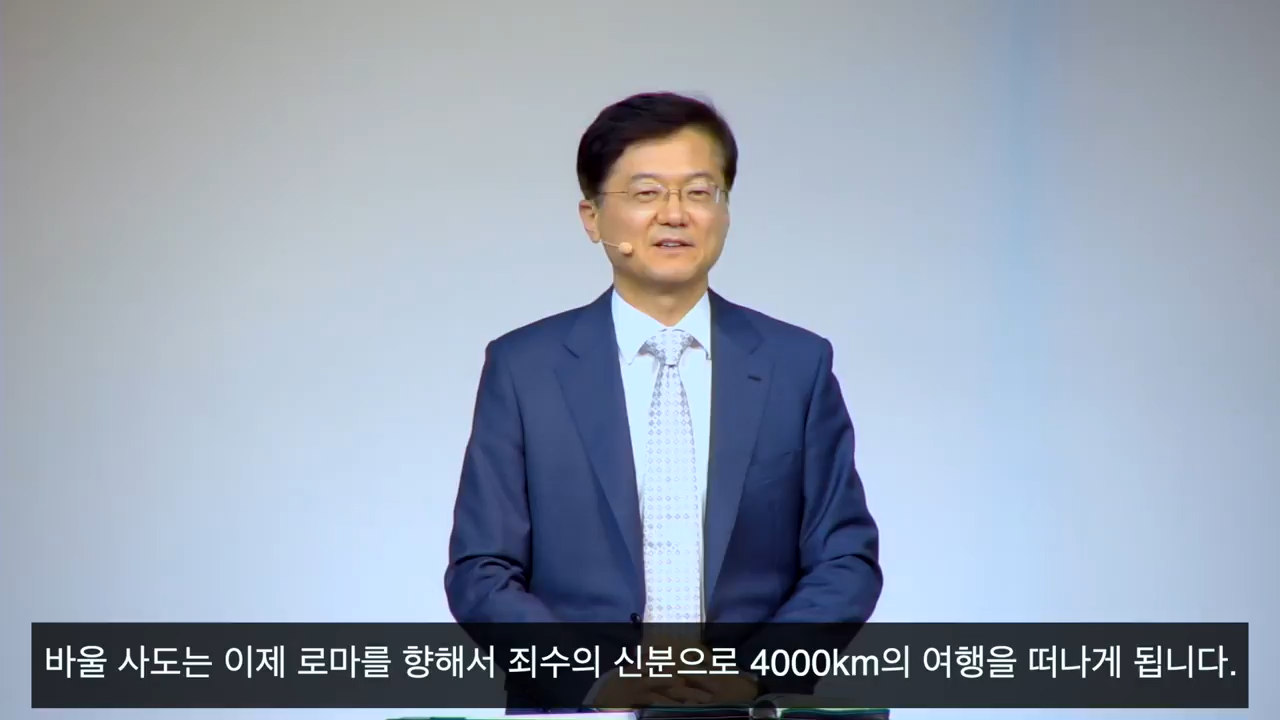 바울 사도는 이제 로마를 향해서 죄수의 신분으로 4000km의 여행을 떠나게 됩니다.